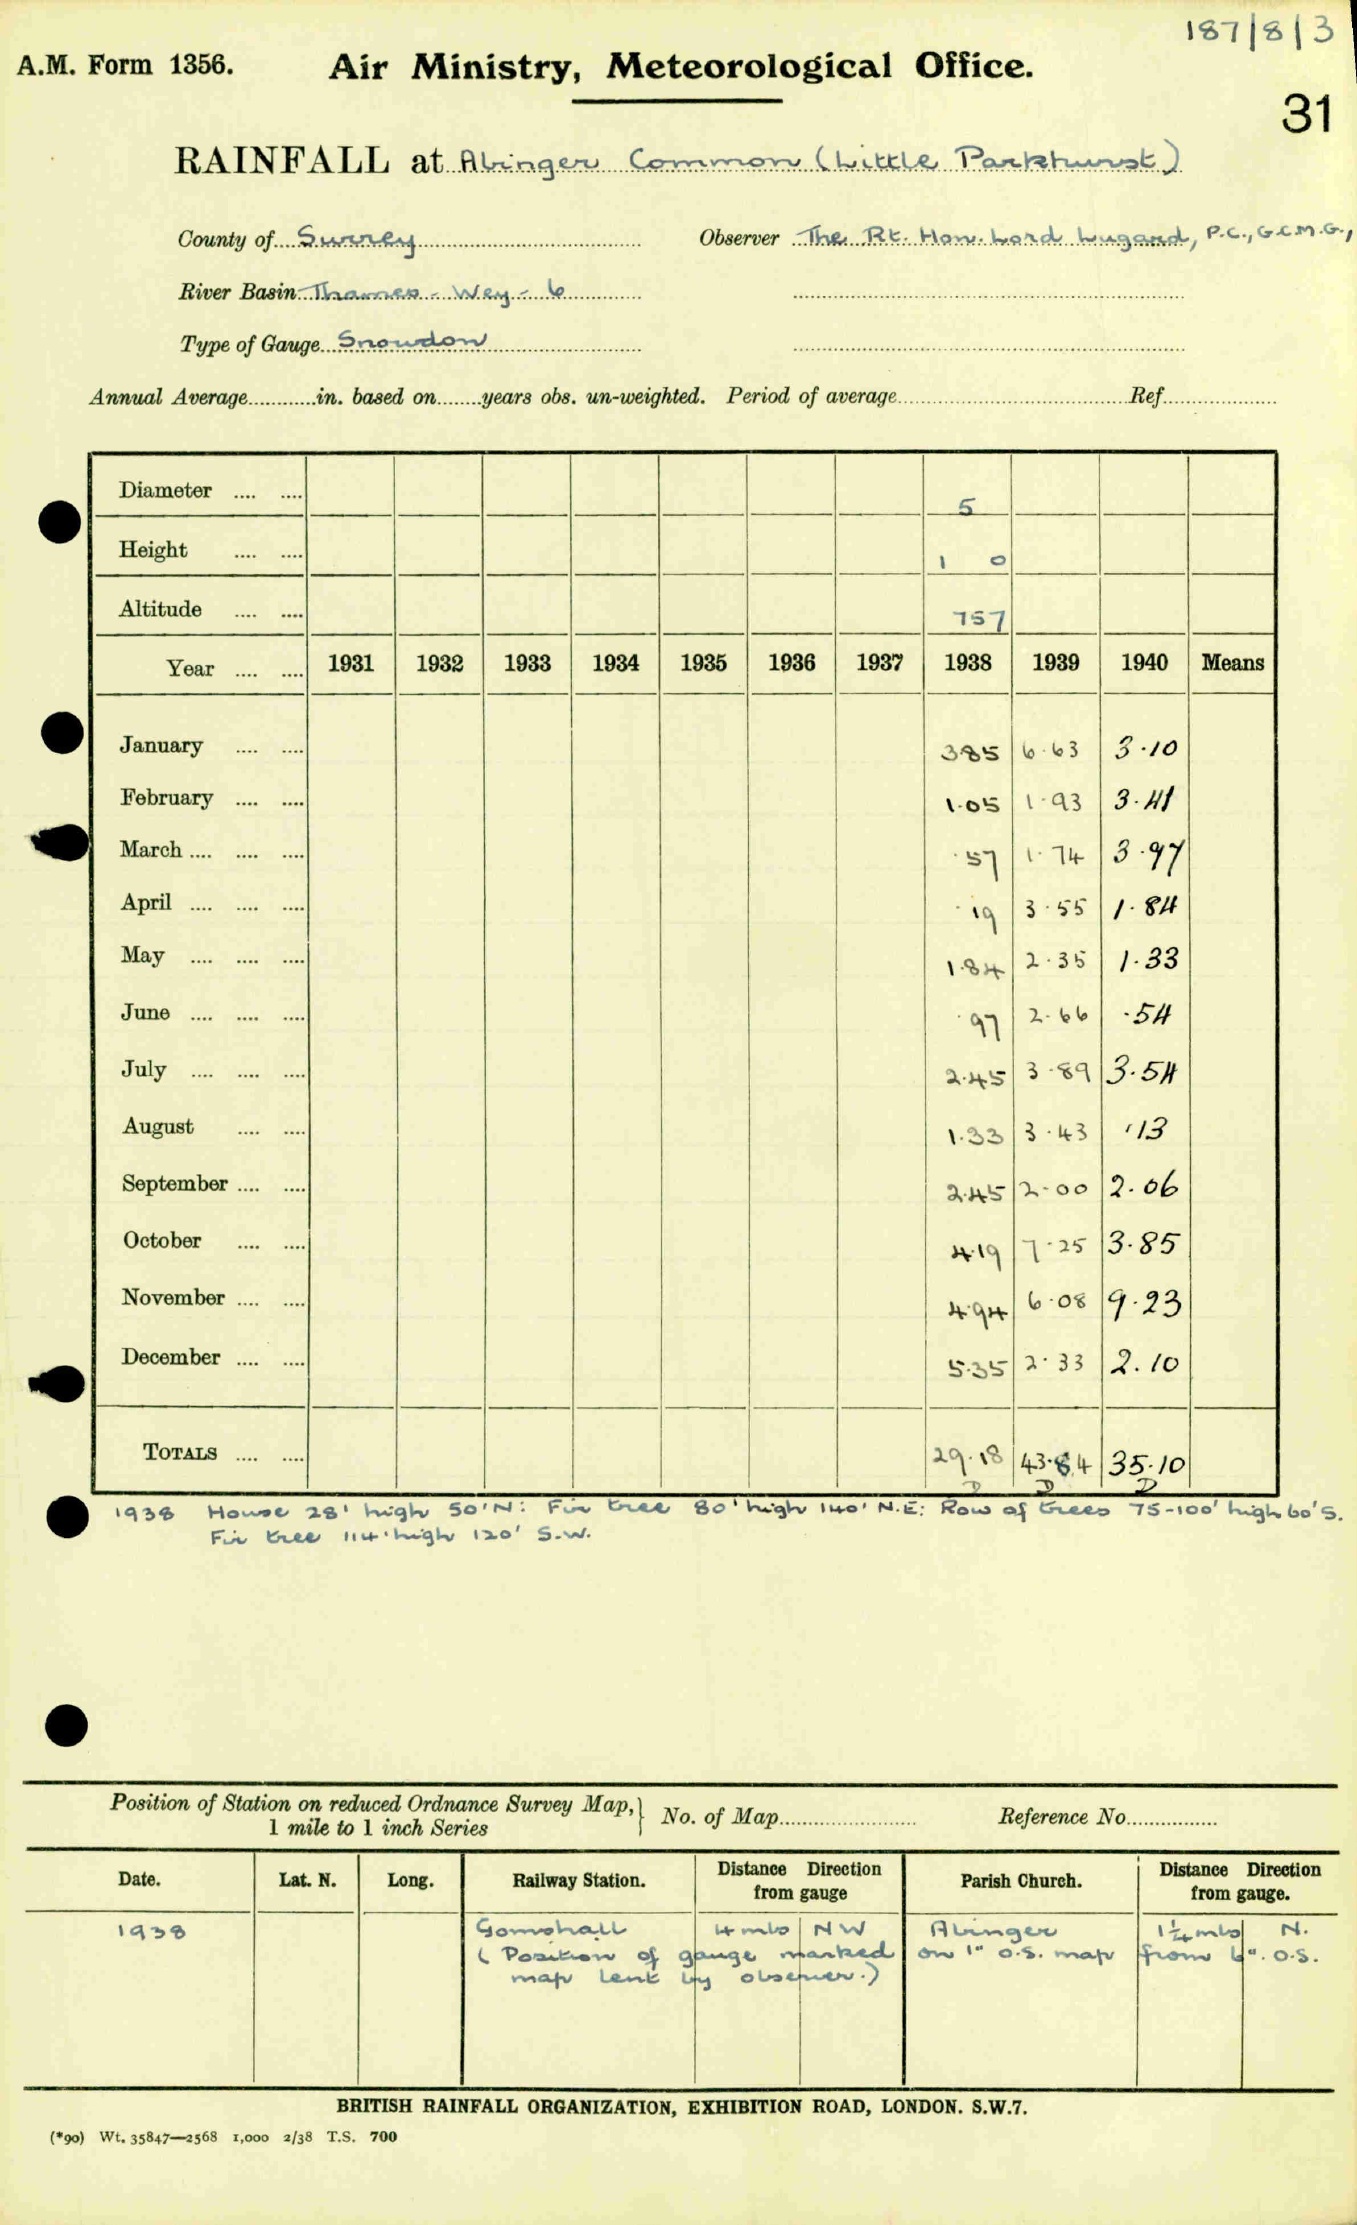 187/8/3
A.M. Form 1356. Air Ministry, Meteorological Office.
31
RAINFALL at Abinger Common (Little Parkhurst)
County of Surrey Observer The Rt. Hon. Lord Lugard, P.C., G.C.M.G.,
River Basin Thames - Wey - 6
Type of Gauge Snowdon
Annual Average............in. based on.......years obs. un-weighted. Period of average.................... Ref....................
Diameter .... .... 5
Height .... .... 1 0
Altitude .... .... 757
Year .... .... 1931 1932 1933 1934 1935 1936 1937 1938 1939 1940 Means
January .... .... 3·85 6·63 3·10
February .... .... 1·05 1·93 3·41
March .... .... .... ·57 1·74 3·97
April .... .... .... ·19 3·55 1·84
May .... .... .... 1·84 2·35 1·33
June .... .... .... ·97 2·66 ·54
July .... .... .... 2·45 3·89 3·54
August .... .... 1·33 3·43 ·13
September .... .... 2·45 2·00 2·06
October .... .... 4·19 7·25 3·85
November .... .... 4·94 6·08 9·23
December .... .... 5·35 2·33 2·10
TOTALS .... .... 29·18 43·84 35·10
D D D
1938 House 28' high 50' N: Fir tree 80' high 140' N.E: Row of trees 75-100' high 60' S.
Fir tree 114' high 120' S.W.
Position of Station on reduced Ordnance Survey Map, } No. of Map........................ Reference No.................
1 mile to 1 inch Series
Date. Lat. N. Long. Railway Station. Distance Direction from gauge Parish Church. Distance Direction from gauge.
1938 Gomshall 4 mls NW Abinger 1¼ mls N.
(Position of gauge marked on 1" O.S. map from 6" O.S.
map lent by observer.)
BRITISH RAINFALL ORGANIZATION, EXHIBITION ROAD, LONDON. S.W.7.
(*90) Wt. 35847—2568 1,000 2/38 T.S. 700